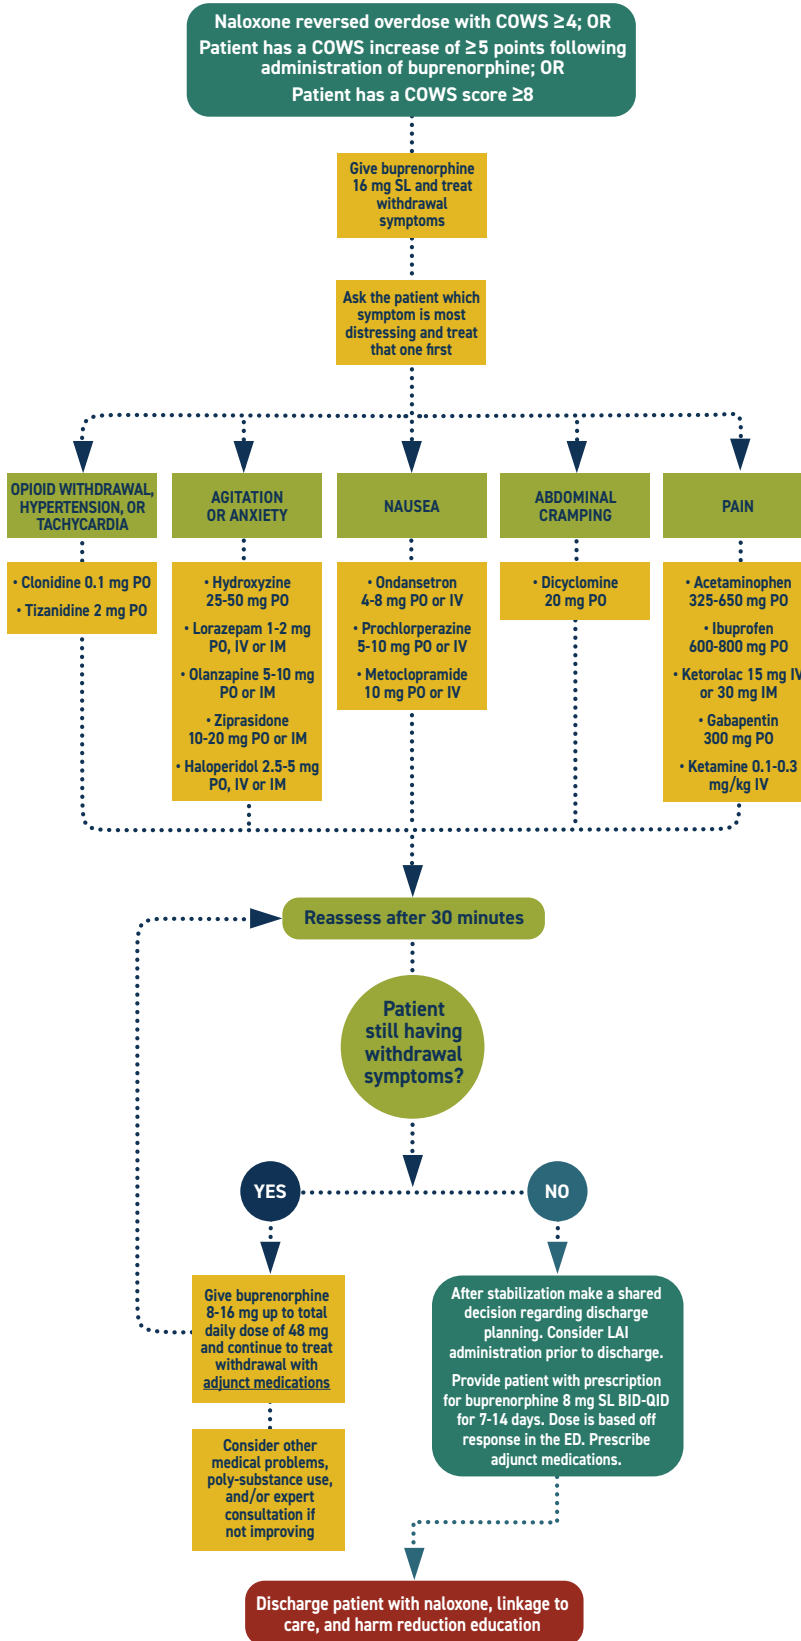 Naloxone reversed overdose with COWS ≥4; OR
Patient has a COWS increase of ≥5 points following
administration of buprenorphine; OR
Patient has a COWS score ≥8
Give buprenorphine
16 mg SL and treat
withdrawal
symptoms
Ask the patient which
symptom is most
distressing and treat
that one first
OPIOID WITHDRAWAL,
HYPERTENSION, OR
TACHYCARDIA
• Clonidine 0.1 mg PO
• Tizanidine 2 mg PO
AGITATION
OR ANXIETY
• Hydroxyzine
25-50 mg PO
• Lorazepam 1-2 mg
PO, IV or IM
• Olanzapine 5-10 mg
PO or IM
• Ziprasidone
10-20 mg PO or IM
• Haloperidol 2.5-5 mg
PO, IV or IM
NAUSEA
• Ondansetron
4-8 mg PO or IV
• Prochlorperazine
5-10 mg PO or IV
• Metoclopramide
10 mg PO or IV
ABDOMINAL
CRAMPING
• Dicyclomine
20 mg PO
PAIN
• Acetaminophen
325-650 mg PO
• Ibuprofen
600-800 mg PO
• Ketorolac 15 mg IV
or 30 mg IM
• Gabapentin
300 mg PO
• Ketamine 0.1-0.3
mg/kg IV
Reassess after 30 minutes
Patient
still having
withdrawal
symptoms?
YES
NO
Give buprenorphine
8-16 mg up to total
daily dose of 48 mg
and continue to treat
withdrawal with
adjunct medications
Consider other
medical problems,
poly-substance use,
and/or expert
consultation if
not improving
After stabilization make a shared
decision regarding discharge
planning. Consider LAI
administration prior to discharge.
Provide patient with prescription
for buprenorphine 8 mg SL BID-QID
for 7-14 days. Dose is based off
response in the ED. Prescribe
adjunct medications.
Discharge patient with naloxone, linkage to
care, and harm reduction education